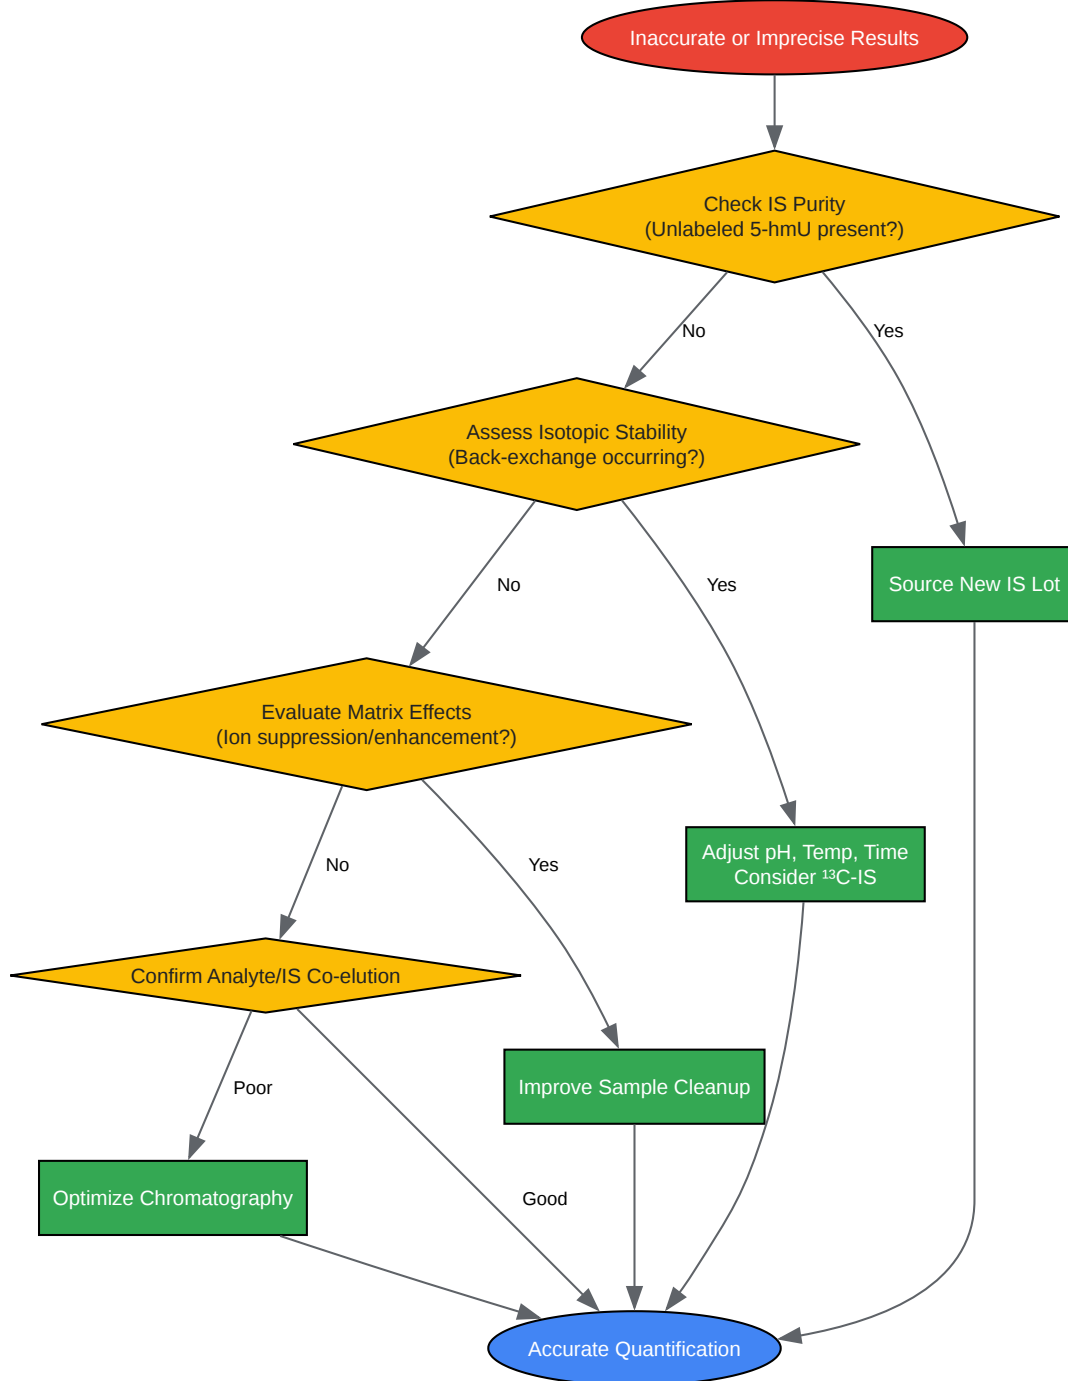 Inaccurate or Imprecise Results
Check IS Purity
(Unlabeled 5-hmU present?)
No
Yes
Assess Isotopic Stability
(Back-exchange occurring?)
No
Yes
Source New IS Lot
Evaluate Matrix Effects
(Ion suppression/enhancement?)
No
Yes
Adjust pH, Temp, Time
Consider ¹³C-IS
Confirm Analyte/IS Co-elution
Poor
Improve Sample Cleanup
Optimize Chromatography
Good
Accurate Quantification